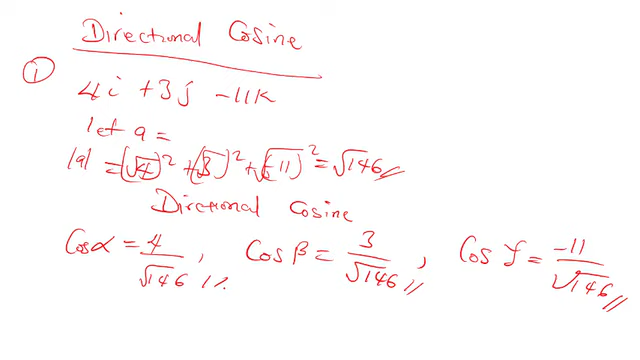 Directional Cosine
① 4i + 3j - 11k
let a =
|a| = (√4)² + (√3)² + √(-11)² = √146 //
Directional Cosine
Cos α = 4/√146 //, Cos β = 3/√146 //, Cos γ = -11/√146 //